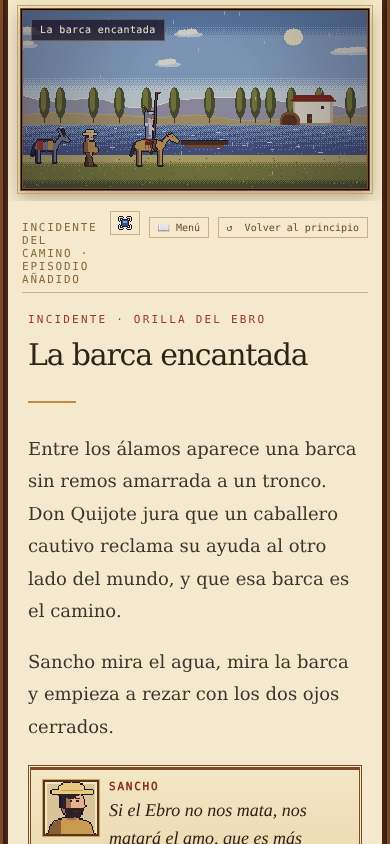 La barca encantada
INCIDENTE
DEL
CAMINO ·
EPISODIO
AÑADIDO
📖 Menú
↺ Volver al principio
INCIDENTE · ORILLA DEL EBRO
La barca encantada
Entre los álamos aparece una barca
sin remos amarrada a un tronco.
Don Quijote jura que un caballero
cautivo reclama su ayuda al otro
lado del mundo, y que esa barca es
el camino.
Sancho mira el agua, mira la barca
y empieza a rezar con los dos ojos
cerrados.
SANCHO
Si el Ebro no nos mata, nos
matará el amo, que es más